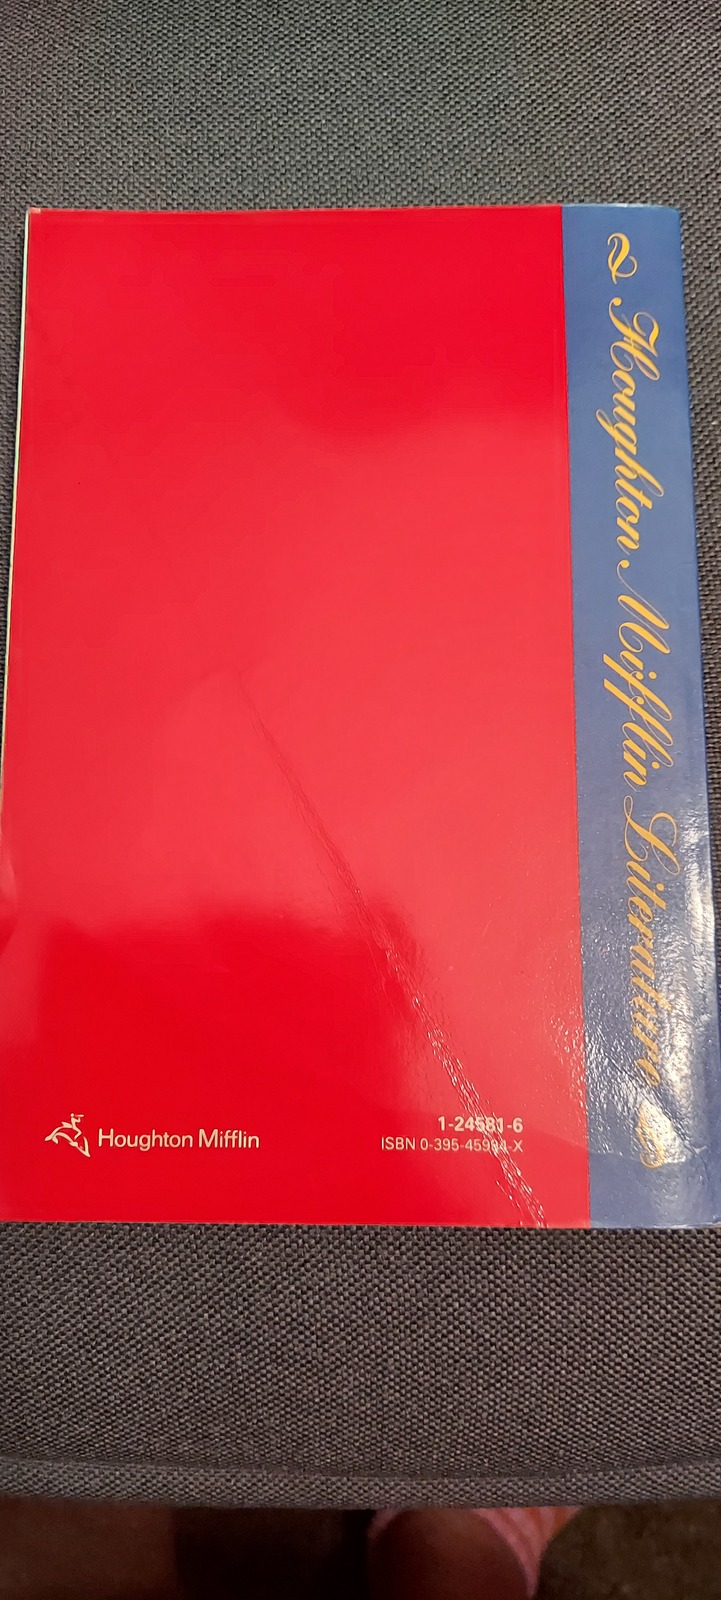 Houghton Mifflin Literature
Houghton Mifflin
1-24581-6
ISBN 0-395-45994-X